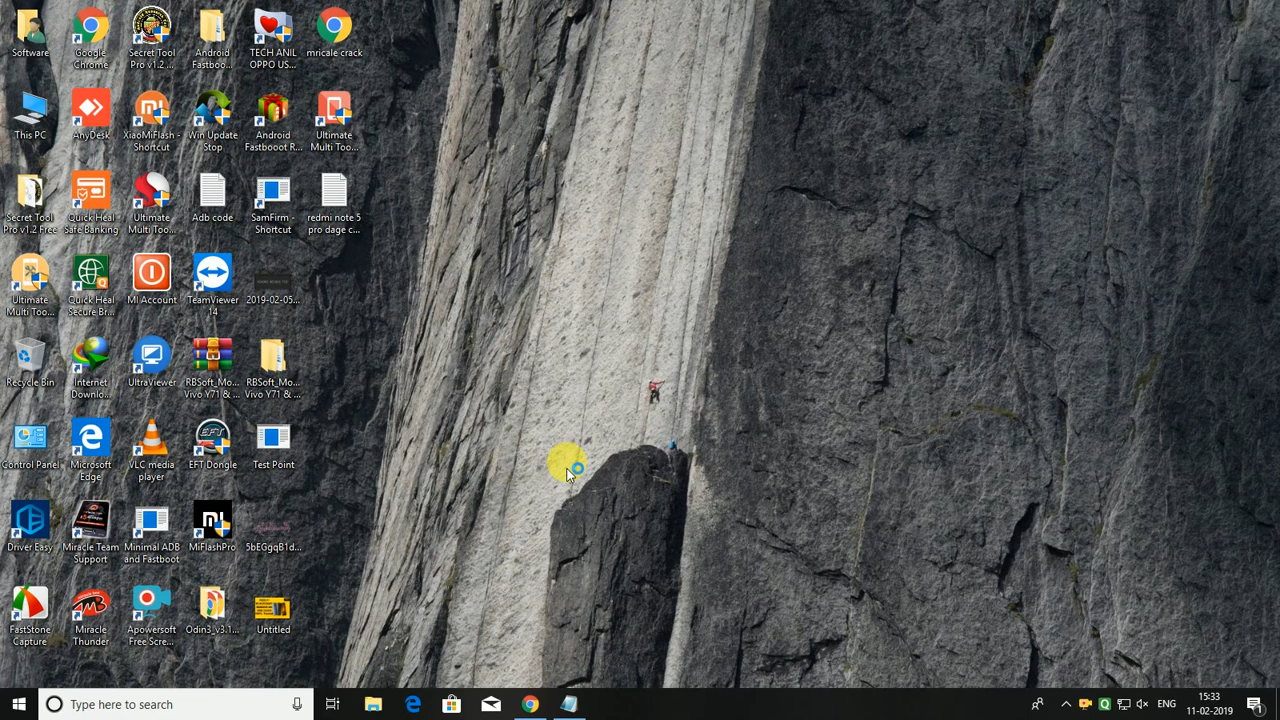 Software
Google
Chrome
Secret Tool
Pro v1.2 ...
Android
Fastboo...
TECH ANIL
OPPO US...
mricale crack
This PC
AnyDesk
XiaoMiFlash -
Shortcut
Win Update
Stop
Android
Fastbooot R...
Ultimate
Multi Too...
Secret Tool
Pro v1.2 Free
Quick Heal
Safe Banking
Ultimate
Multi Too...
Adb code
SamFirm -
Shortcut
redmi note 5
pro dage c...
Ultimate
Multi Too...
Quick Heal
Secure Br...
MI Account
TeamViewer
14
2019-02-05...
Recycle Bin
Internet
Downlo...
UltraViewer
RBSoft_Mo...
Vivo Y71 & ...
RBSoft_Mo...
Vivo Y71 & ...
Control Panel
Microsoft
Edge
VLC media
player
EFT Dongle
Test Point
Driver Easy
Miracle Team
Support
Minimal ADB
and Fastboot
MiFlashPro
5bEGgqB1d...
FastStone
Capture
Miracle
Thunder
Apowersoft
Free Scre...
Odin3_v3.1...
Untitled
Type here to search
ENG
15:33
11-02-2019